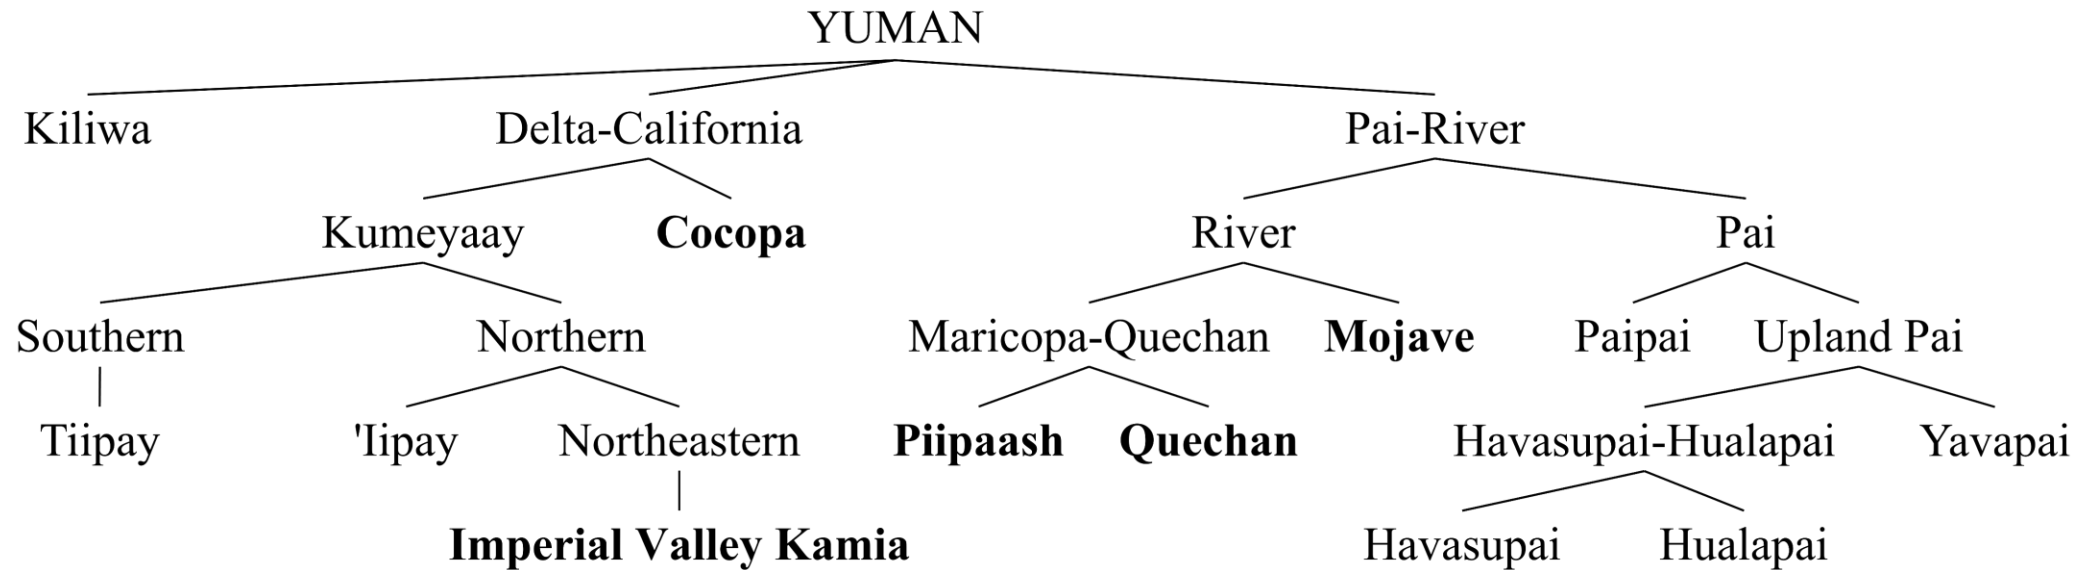 YUMAN
Kiliwa Delta-California Pai-River
Kumeyaay Cocopa River Pai
Southern Northern Maricopa-Quechan Mojave Paipai Upland Pai
Tiipay 'Iipay Northeastern Piipaash Quechan Havasupai-Hualapai Yavapai
Imperial Valley Kamia Havasupai Hualapai